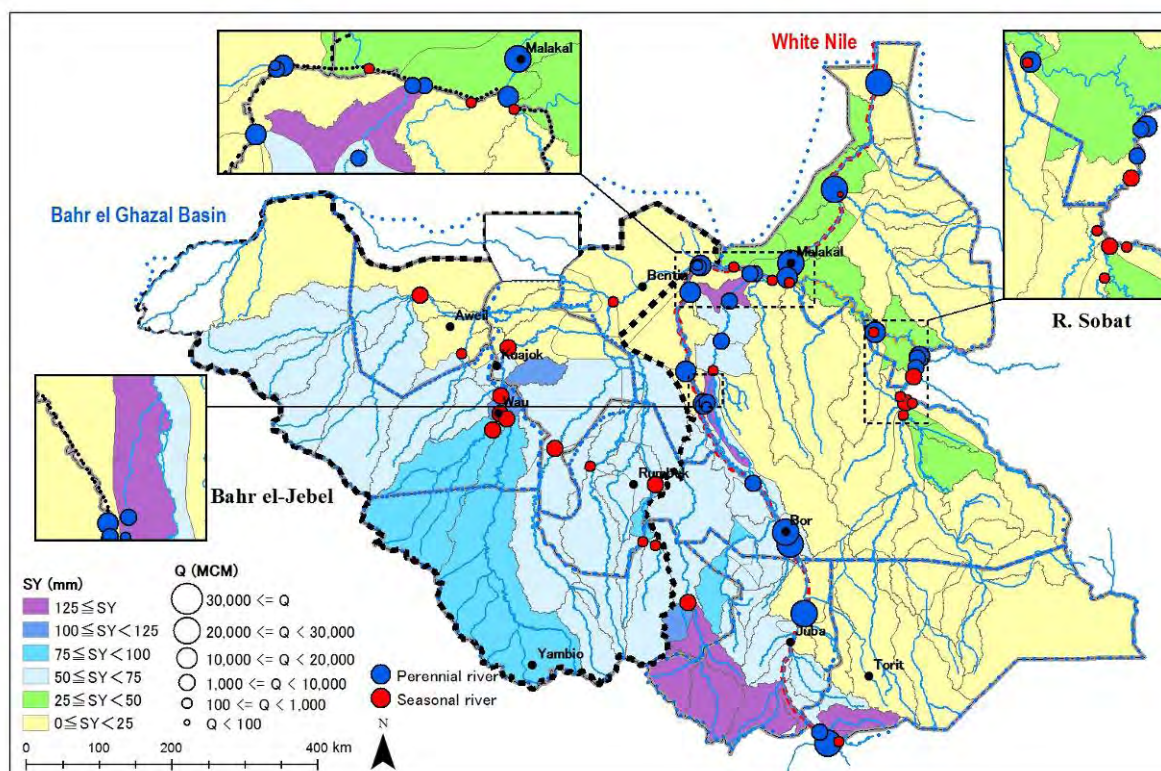 White Nile
Malakal
Bahr el Ghazal Basin
Malakal
Bentiu
R. Sobat
Aweil
Kuajok
Wau
Rumbek
Bahr el-Jebel
Bor
Juba
Torit
Yambio
SY (mm)
125≦SY
100≦SY<125
75≦SY<100
50≦SY<75
25≦SY<50
0≦SY<25
Q (MCM)
30,000 <= Q
20,000 <= Q < 30,000
10,000 <= Q < 20,000
1,000 <= Q < 10,000
100 <= Q < 1,000
Q < 100
Perennial river
Seasonal river
N
0 100 200 400 km